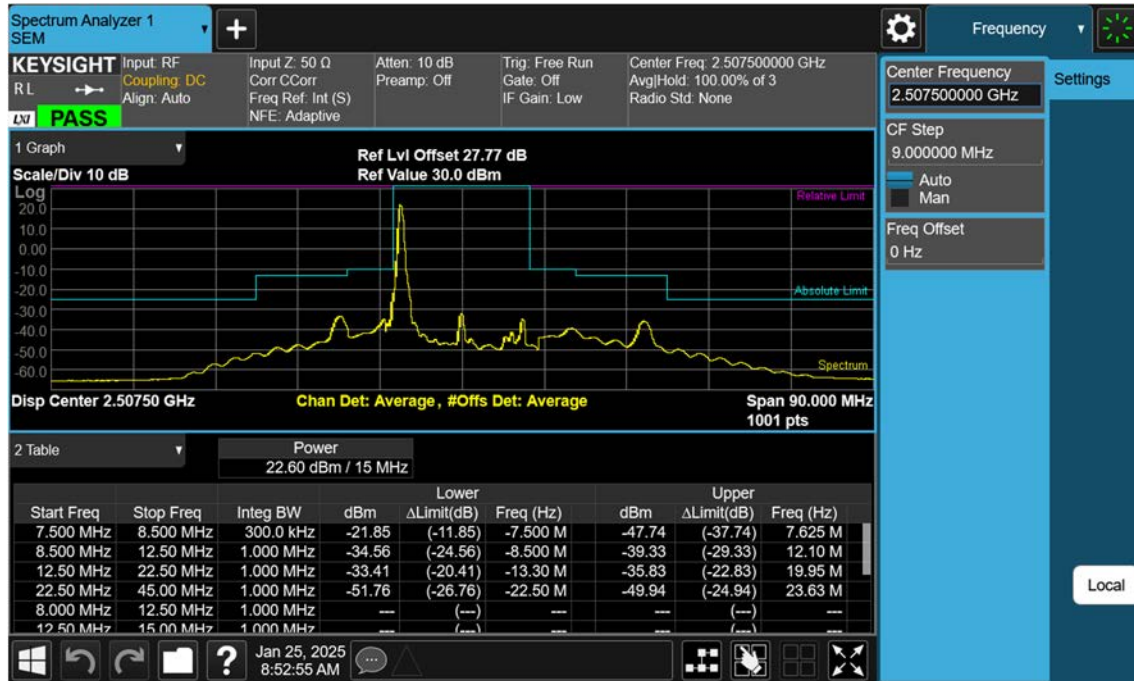 Spectrum Analyzer 1
SEM
Frequency
KEYSIGHT
R L
LXI
PASS
Input: RF
Coupling: DC
Align: Auto
Input Z: 50 Ω
Corr CCorr
Freq Ref: Int (S)
NFE: Adaptive
Atten: 10 dB
Preamp: Off
Trig: Free Run
Gate: Off
IF Gain: Low
Center Freq: 2.507500000 GHz
Avg|Hold: 100.00% of 3
Radio Std: None
Center Frequency
2.507500000 GHz
Settings
CF Step
9.000000 MHz
Auto
Man
Freq Offset
0 Hz
1 Graph
Ref Lvl Offset 27.77 dB
Scale/Div 10 dB
Ref Value 30.0 dBm
Log
Relative Limit
20.0
10.0
0.00
-10.0
-20.0
Absolute Limit
-30.0
-40.0
-50.0
-60.0
Spectrum
Disp Center 2.50750 GHz
Chan Det: Average , #Offs Det: Average
Span 90.000 MHz
1001 pts
2 Table
Power
22.60 dBm / 15 MHz
Lower Upper
Start Freq Stop Freq Integ BW dBm ΔLimit(dB) Freq (Hz) dBm ΔLimit(dB) Freq (Hz)
7.500 MHz 8.500 MHz 300.0 kHz -21.85 (-11.85) -7.500 M -47.74 (-37.74) 7.625 M
8.500 MHz 12.50 MHz 1.000 MHz -34.56 (-24.56) -8.500 M -39.33 (-29.33) 12.10 M
12.50 MHz 22.50 MHz 1.000 MHz -33.41 (-20.41) -13.30 M -35.83 (-22.83) 19.95 M
22.50 MHz 45.00 MHz 1.000 MHz -51.76 (-26.76) -22.50 M -49.94 (-24.94) 23.63 M
8.000 MHz 12.50 MHz 1.000 MHz --- (---) --- --- (---) ---
12.50 MHz 15.00 MHz 1.000 MHz --- (---) --- --- (---) ---
Local
?
Jan 25, 2025
8:52:55 AM